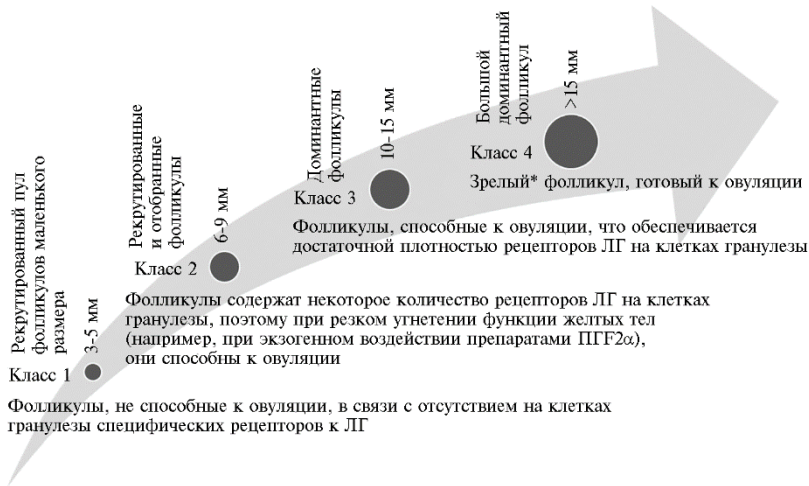 Рекрутированный пул
фолликулов маленького
размера
3-5 мм
Класс 1
Фолликулы, не способные к овуляции, в связи с отсутствием на клетках
гранулезы специфических рецепторов к ЛГ
Рекрутированные
и отобранные
фолликулы
6-9 мм
Класс 2
Фолликулы содержат некоторое количество рецепторов ЛГ на клетках
гранулезы, поэтому при резком угнетении функции желтых тел
(например, при экзогенном воздействии препаратами ПГF2α),
они способны к овуляции
Доминантные
фолликулы
10-15 мм
Класс 3
Фолликулы, способные к овуляции, что обеспечивается
достаточной плотностью рецепторов ЛГ на клетках гранулезы
Большой
доминантный
фолликул
>15 мм
Класс 4
Зрелый* фолликул, готовый к овуляции